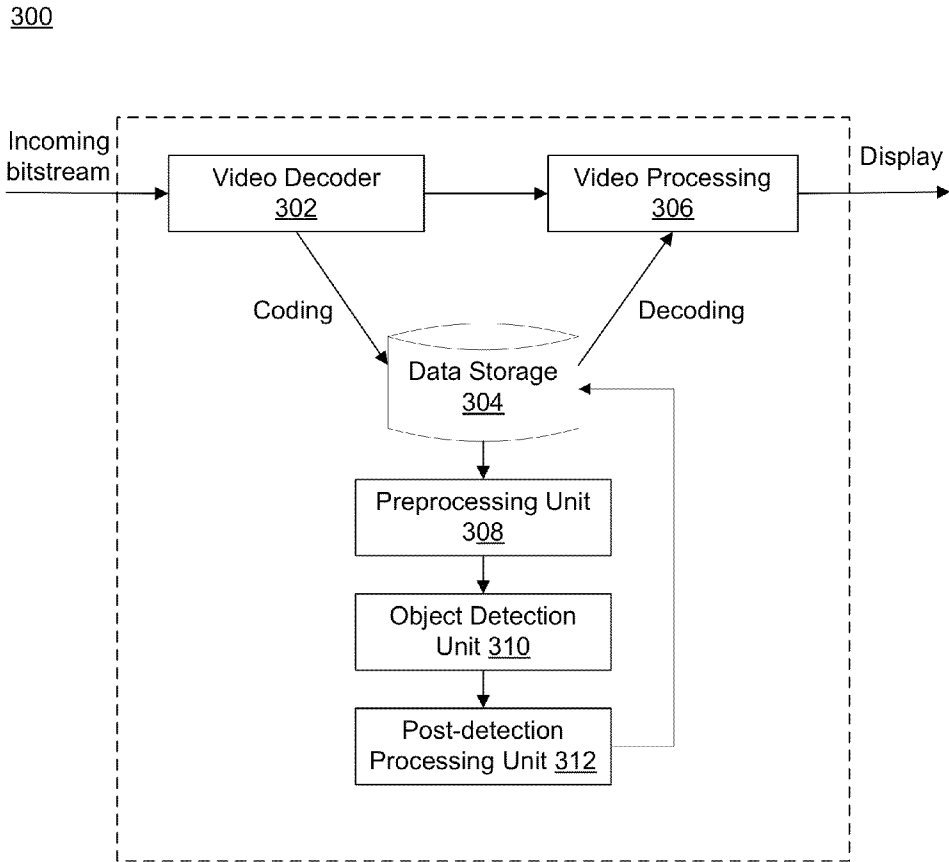 300
Incoming
bitstream
Video Decoder
302
Video Processing
306
Display
Coding
Decoding
Data Storage
304
Preprocessing Unit
308
Object Detection
Unit 310
Post-detection
Processing Unit 312